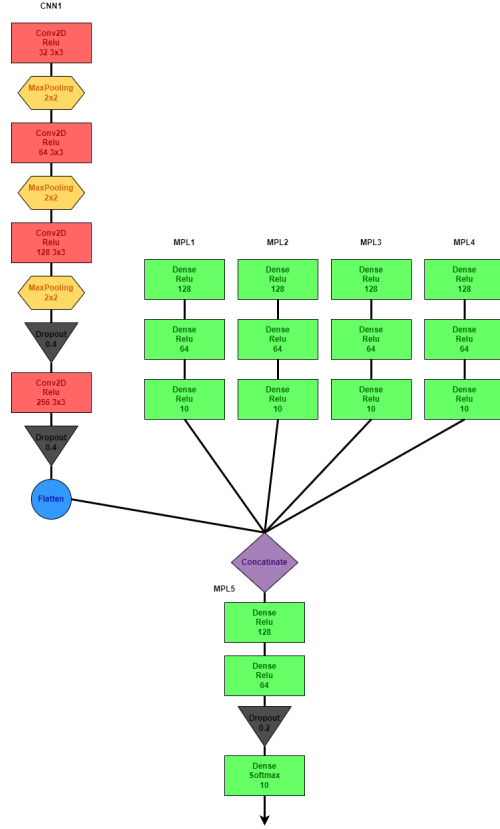 CNN1
Conv2D
Relu
32 3x3
MaxPooling
2x2
Conv2D
Relu
64 3x3
MaxPooling
2x2
Conv2D
Relu
128 3x3
MaxPooling
2x2
Dropout
0.4
Conv2D
Relu
256 3x3
Dropout
0.4
Flatten
MPL1
Dense
Relu
128
Dense
Relu
64
Dense
Relu
10
MPL2
Dense
Relu
128
Dense
Relu
64
Dense
Relu
10
MPL3
Dense
Relu
128
Dense
Relu
64
Dense
Relu
10
MPL4
Dense
Relu
128
Dense
Relu
64
Dense
Relu
10
Concatinate
MPL5
Dense
Relu
128
Dense
Relu
64
Dropout
0.2
Dense
Softmax
10